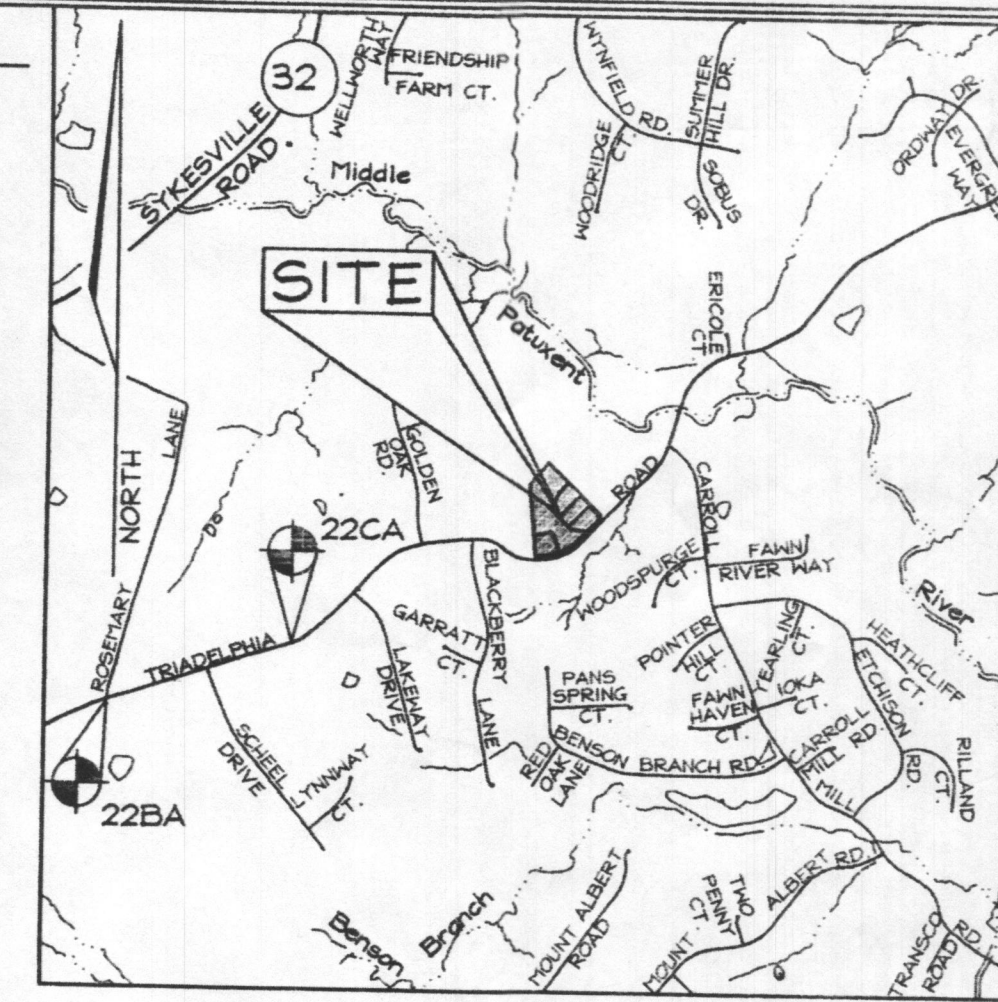 32
SYKESVILLE
ROAD.
WELLWORTH
WAY
FRIENDSHIP
FARM CT.
WYNFIELD RD.
SUMMER
HILL DR.
WOODRIDGE
CT.
SOBUS
DR.
ORDWAY DR
WAY
Middle
Patuxent
River
SITE
ERICOLE
CT
NORTH
ROSEMARY LANE
GOLDEN
OAK
RD.
22CA
22BA
TRIADELPHIA
ROAD
CARROLL
MILL
WOODSPURGE
CT.
FAWN
RIVER WAY
BLACKBERRY
LANE
GARRATT
CT.
LAKEWAY
DRIVE
POINTER
HILL
CT.
YEARLING
CT.
HEATHCLIFF
CT.
ETCHISON
RD
PANS
SPRING
CT.
FAWN
HAVEN
CT.
IOKA
CT.
SCHEEL
DRIVE
LYNNWAY
CT.
RED
OAK
LANE
BENSON BRANCH RD.
CARROLL
MILL RD.
RILLAND
CT.
Benson Branch
MOUNT ALBERT
ROAD
TWO
PENNY
CT.
MOUNT ALBERT RD.
TRANSCO
ROAD
RD.